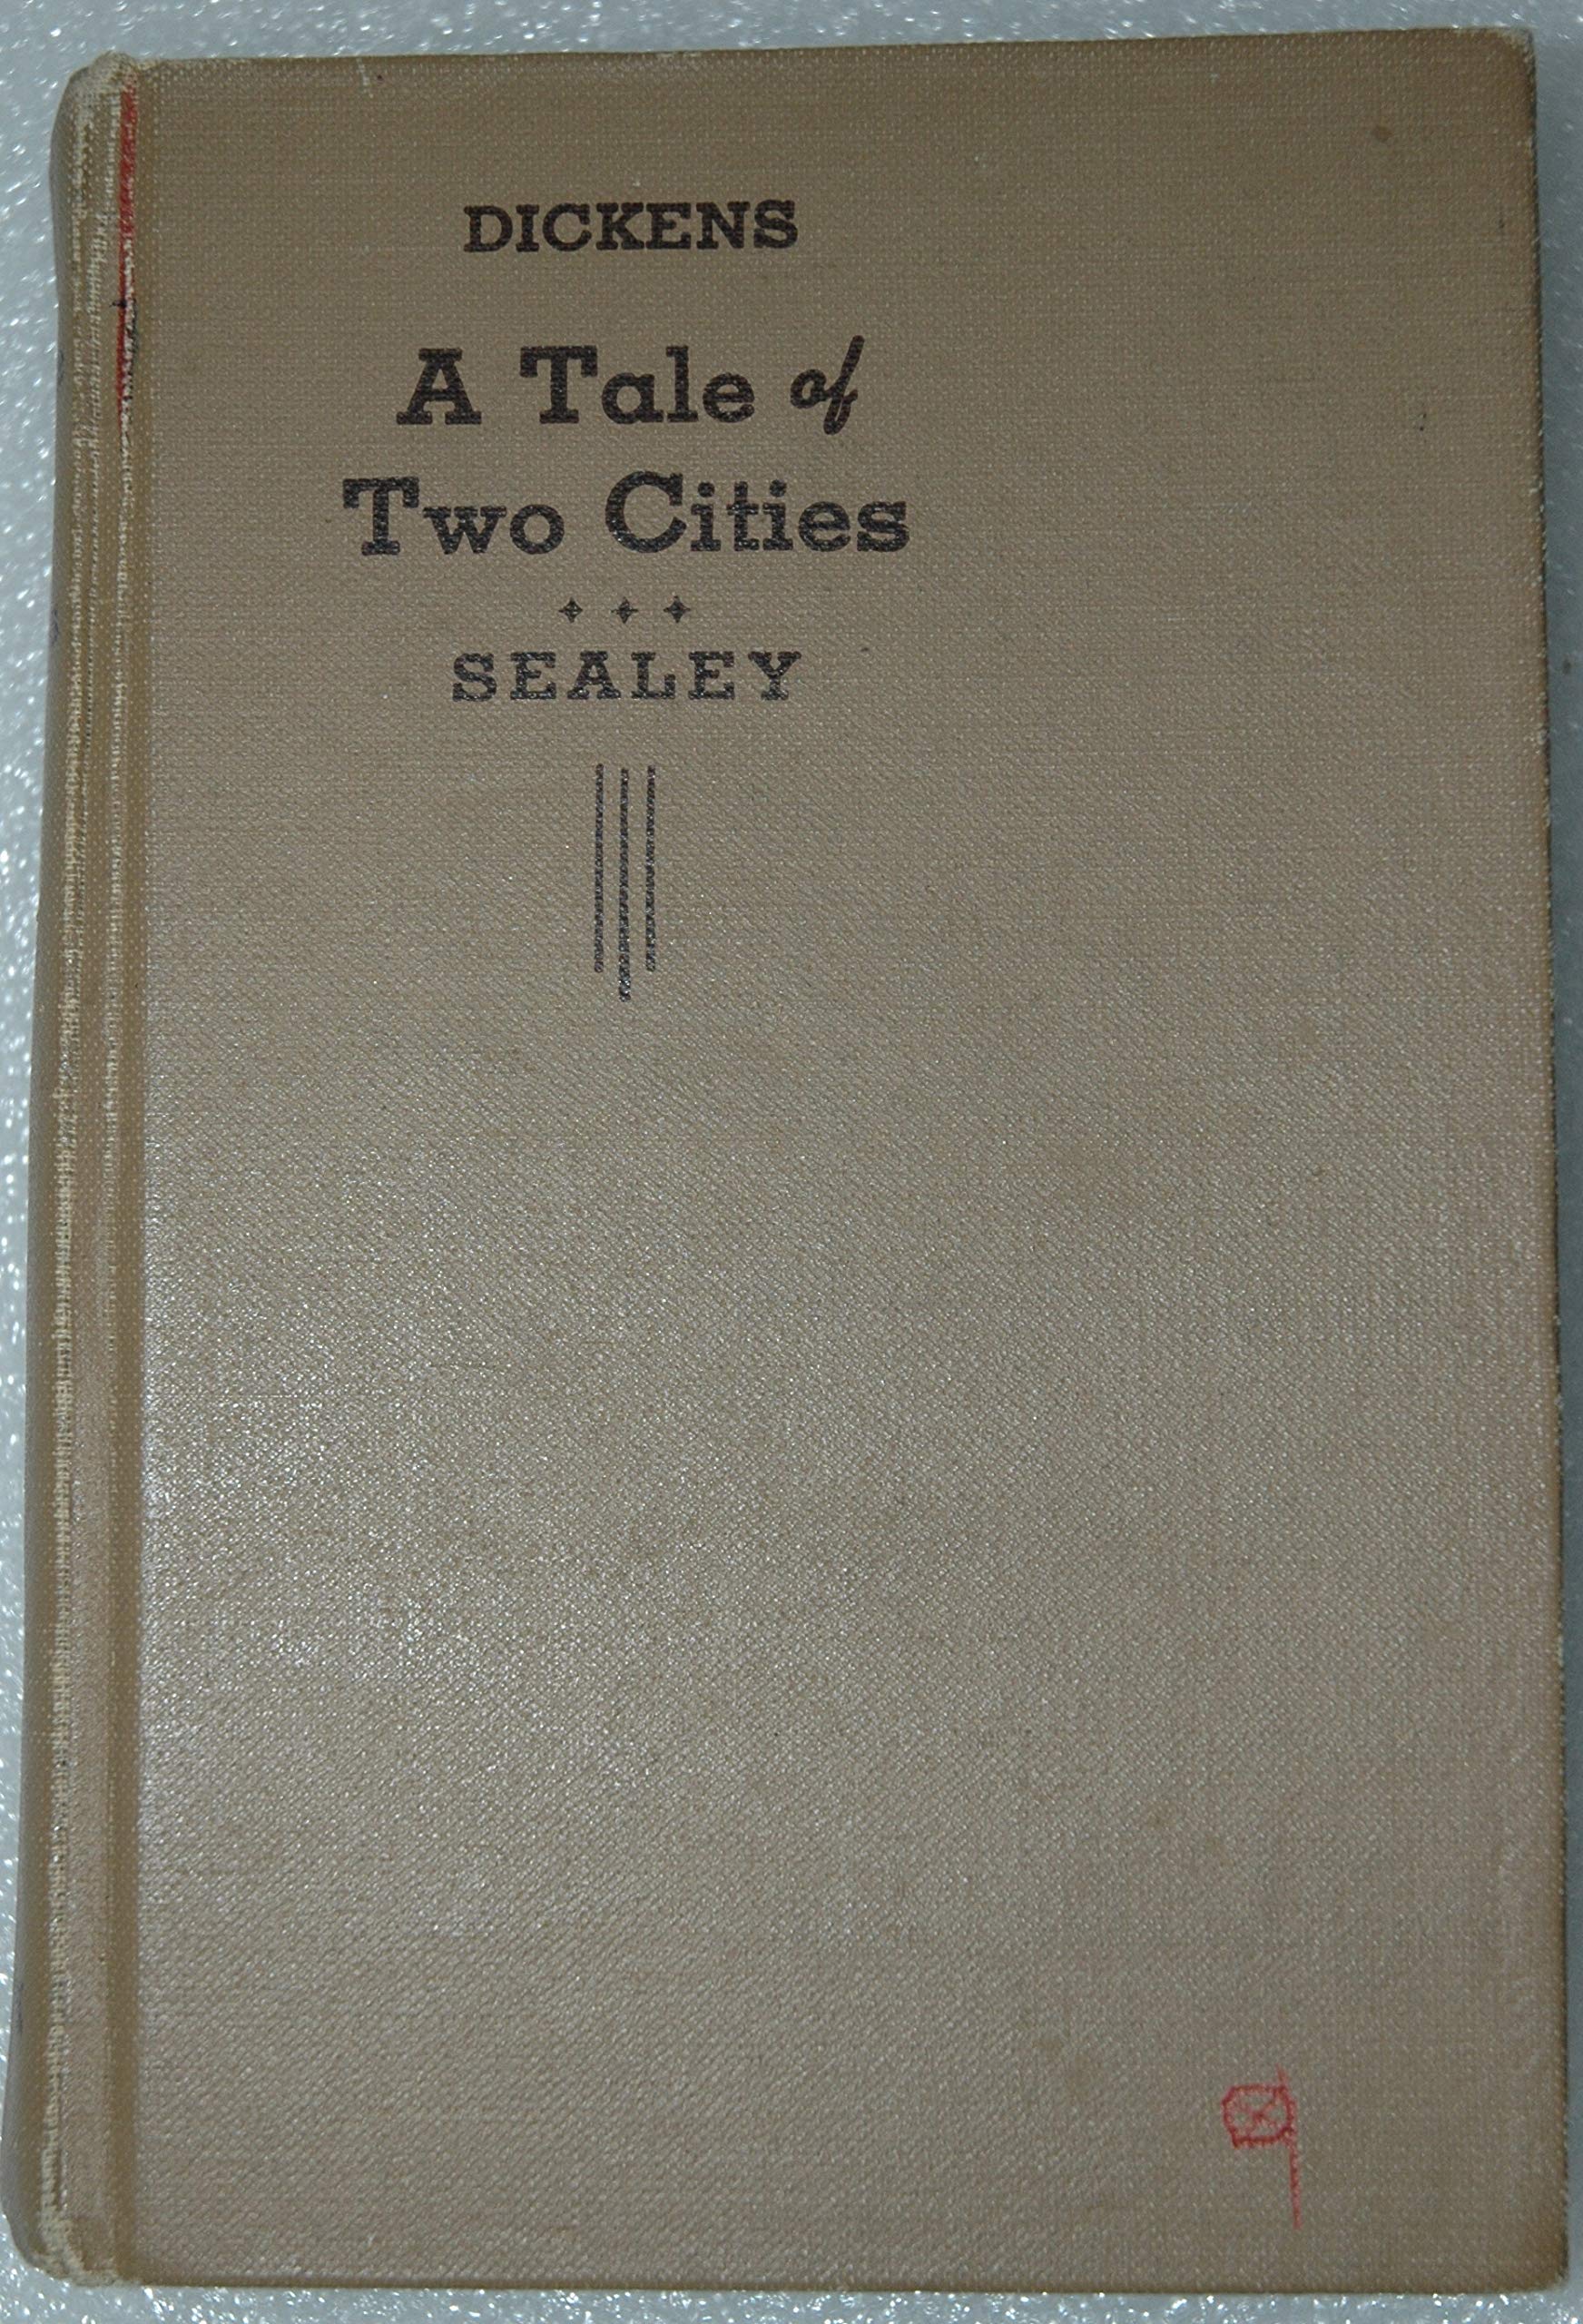 DICKENS
A Tale of
Two Cities
SEALEY